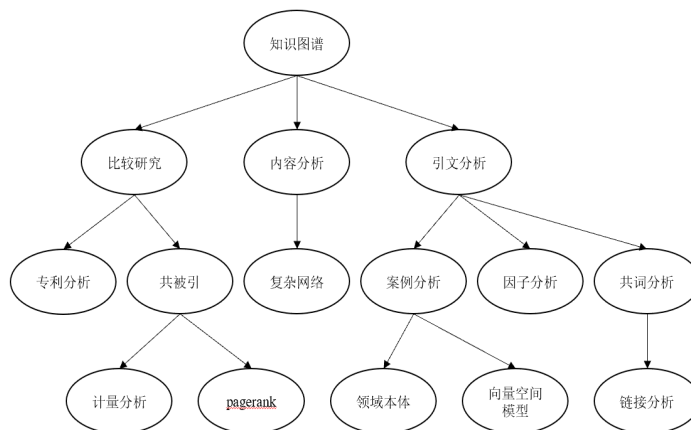 知识图谱
比较研究
内容分析
引文分析
专利分析
共被引
复杂网络
案例分析
因子分析
共词分析
计量分析
pagerank
领域本体
向量空间
模型
链接分析